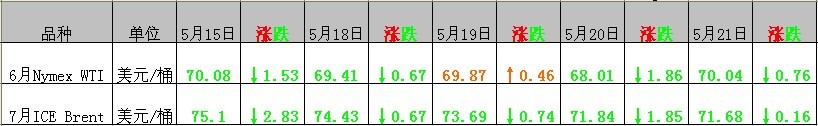 品种 单位 5月15日 涨跌 5月18日 涨跌 5月19日 涨跌 5月20日 涨跌 5月21日 涨跌
6月Nymex WTI 美元/桶 70.08 ↓1.53 69.41 ↓0.67 69.87 ↑0.46 68.01 ↓1.86 70.04 ↓0.76
7月ICE Brent 美元/桶 75.1 ↓2.83 74.43 ↓0.67 73.69 ↓0.74 71.84 ↓1.85 71.68 ↓0.16